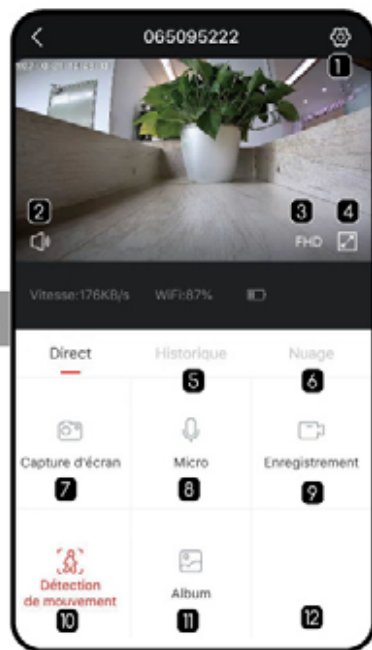 065095222
1
2
3
4
FHD
Vitesse:176KB/s WiFi:87%
Direct Historique Nuage
5 6
Capture d'écran Micro Enregistrement
7 8 9
Détection
de mouvement
Album
10 11 12